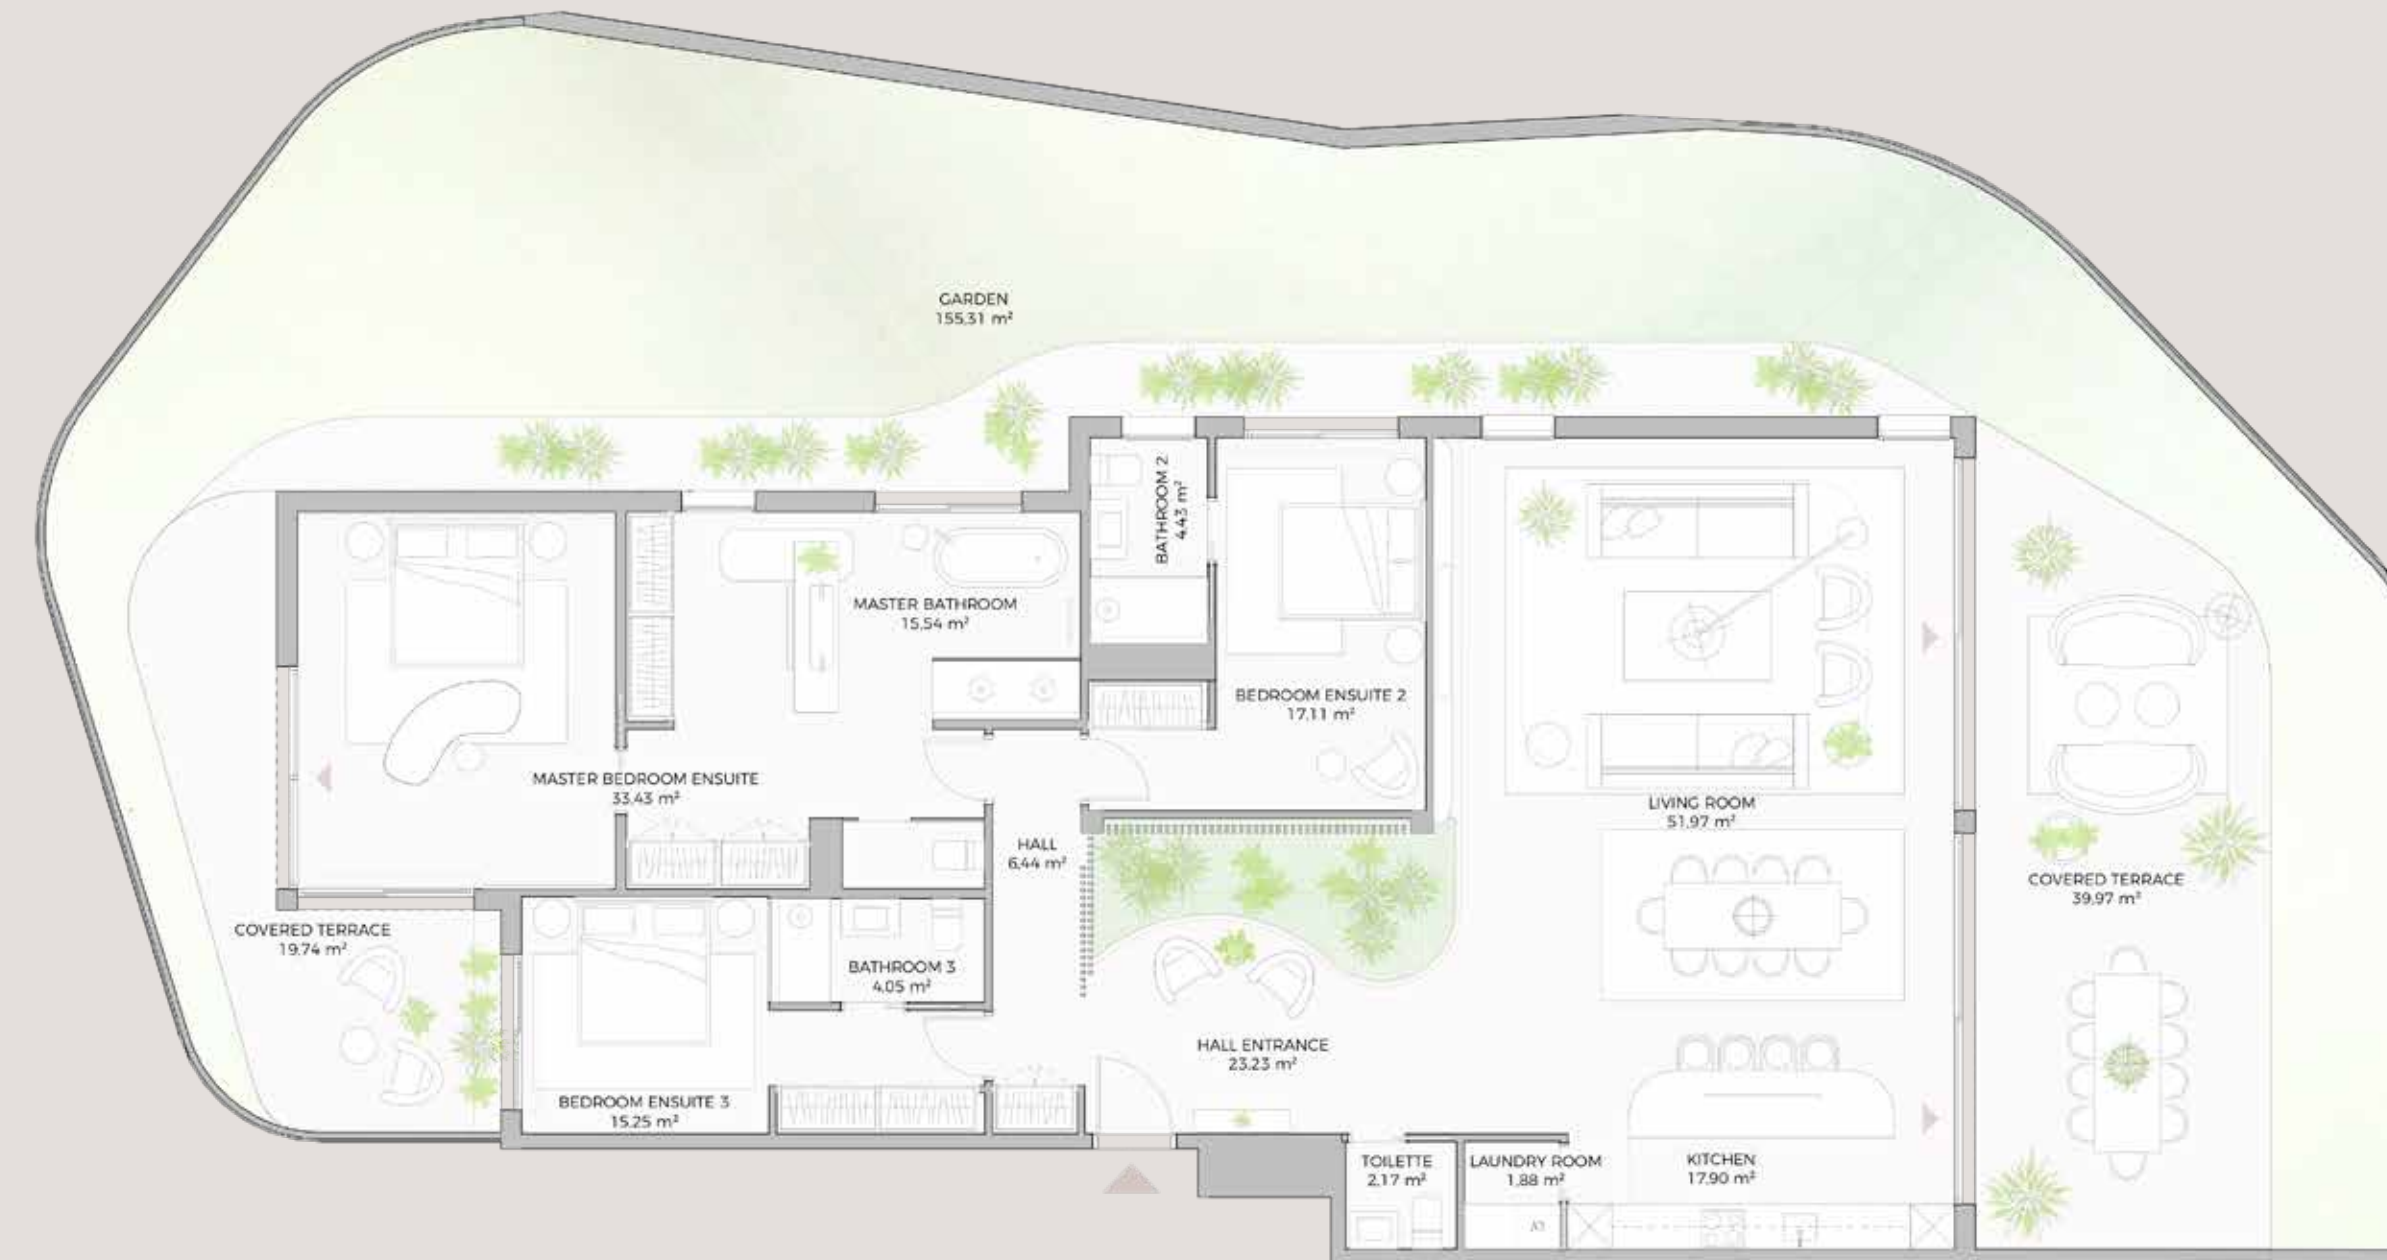 GARDEN
155,31 m²
BATHROOM 2
4,43 m²
MASTER BATHROOM
15,54 m²
BEDROOM ENSUITE 2
17,11 m²
MASTER BEDROOM ENSUITE
33,43 m²
LIVING ROOM
51,97 m²
HALL
6,44 m²
COVERED TERRACE
39,97 m²
COVERED TERRACE
19,74 m²
BATHROOM 3
4,05 m²
HALL ENTRANCE
23,23 m²
BEDROOM ENSUITE 3
15,25 m²
TOILETTE
2,17 m²
LAUNDRY ROOM
1,88 m²
KITCHEN
17,90 m²